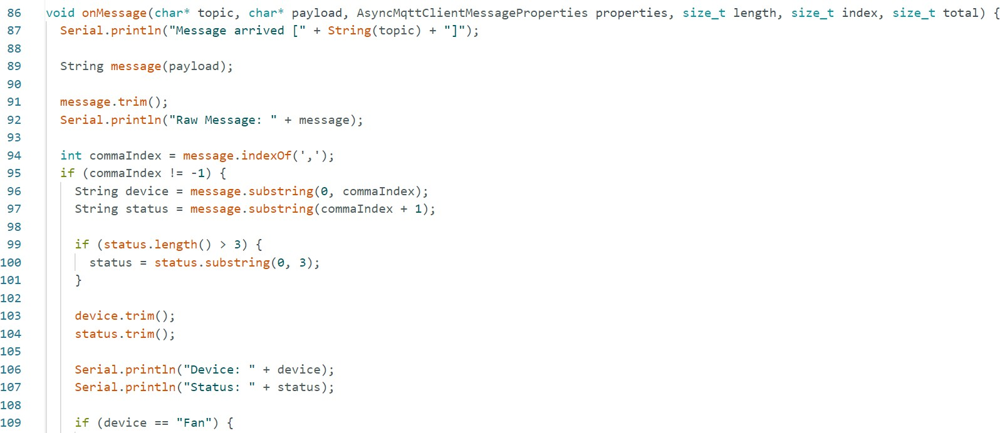 86 void onMessage(char* topic, char* payload, AsyncMqttClientMessageProperties properties, size_t length, size_t index, size_t total) {
87 Serial.println("Message arrived [" + String(topic) + "]");
88
89 String message(payload);
90
91 message.trim();
92 Serial.println("Raw Message: " + message);
93
94 int commaIndex = message.indexOf(',');
95 if (commaIndex != -1) {
96 String device = message.substring(0, commaIndex);
97 String status = message.substring(commaIndex + 1);
98
99 if (status.length() > 3) {
100 status = status.substring(0, 3);
101 }
102
103 device.trim();
104 status.trim();
105
106 Serial.println("Device: " + device);
107 Serial.println("Status: " + status);
108
109 if (device == "Fan") {